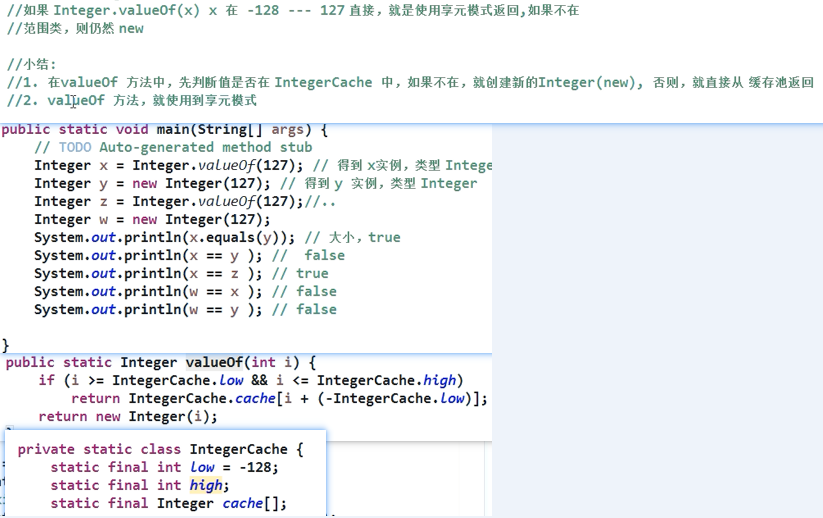 //如果 Integer.valueOf(x) x 在 -128 --- 127 直接，就是使用享元模式返回,如果不在
//范围类，则仍然 new
//小结:
//1. 在valueOf 方法中，先判断值是否在 IntegerCache 中，如果不在，就创建新的Integer(new), 否则，就直接从 缓存池返回
//2. valueOf 方法，就使用到享元模式
public static void main(String[] args) {
// TODO Auto-generated method stub
Integer x = Integer.valueOf(127); // 得到 x实例，类型 Intege
Integer y = new Integer(127); // 得到 y 实例，类型 Integer
Integer z = Integer.valueOf(127);//..
Integer w = new Integer(127);
System.out.println(x.equals(y)); // 大小，true
System.out.println(x == y ); //  false
System.out.println(x == z ); // true
System.out.println(w == x ); // false
System.out.println(w == y ); // false
}
public static Integer valueOf(int i) {
if (i >= IntegerCache.low && i <= IntegerCache.high)
return IntegerCache.cache[i + (-IntegerCache.low)];
return new Integer(i);
private static class IntegerCache {
static final int low = -128;
static final int high;
static final Integer cache[];